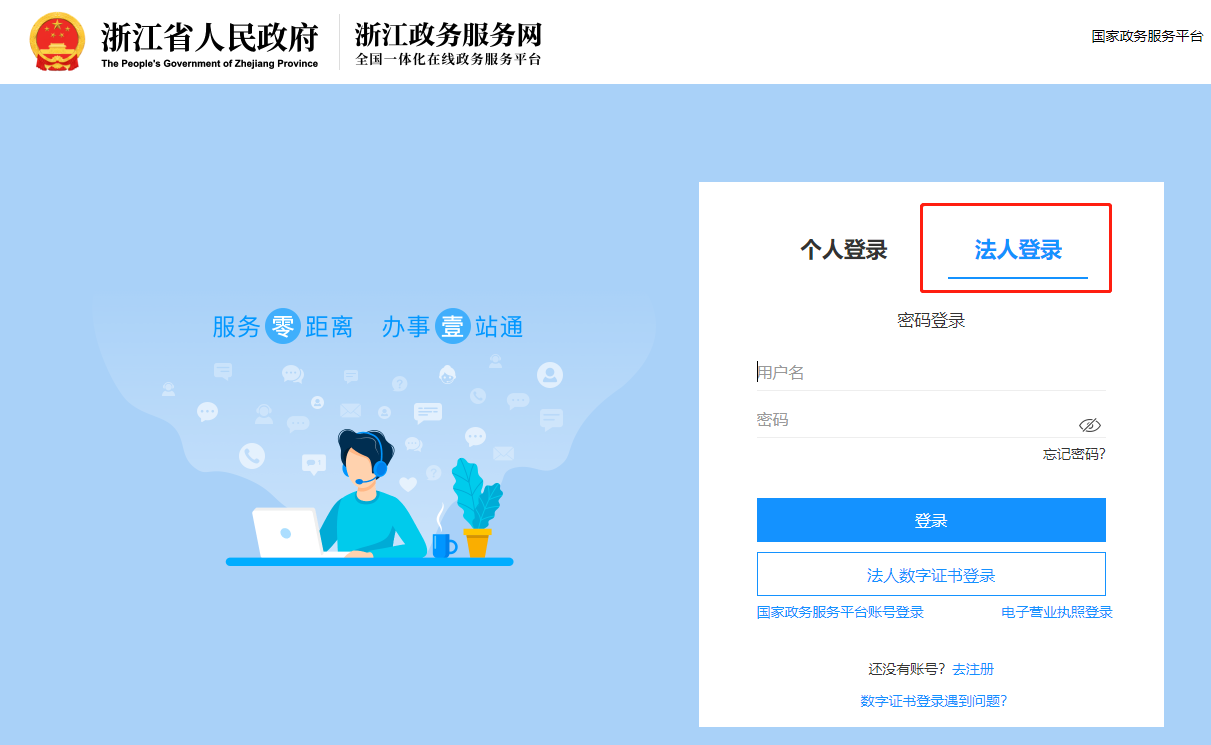 浙江省人民政府
The People's Government of Zhejiang Province
浙江政务服务网
全国一体化在线政务服务平台
国家政务服务平台
服务零距离 办事壹站通
个人登录
法人登录
密码登录
用户名
密码
忘记密码?
登录
法人数字证书登录
国家政务服务平台账号登录
电子营业执照登录
还没有账号? 去注册
数字证书登录遇到问题?